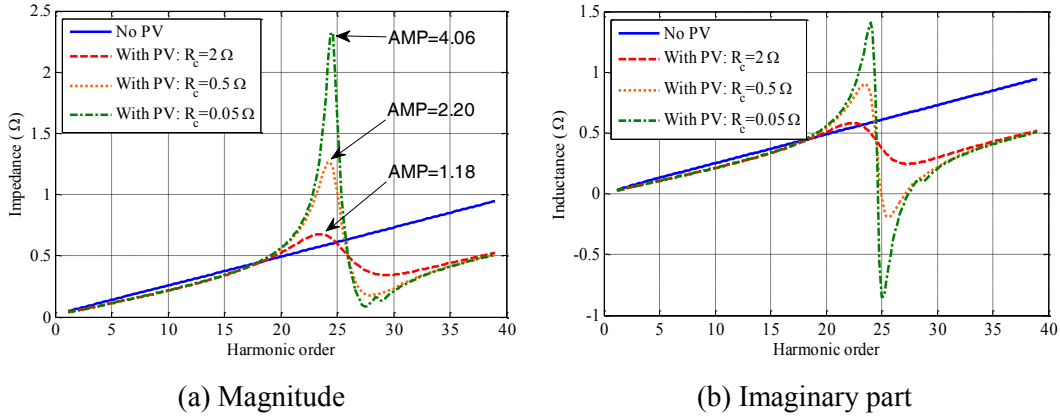 2.5
2
1.5
1
0.5
0
0 5 10 15 20 25 30 35 40
Impedance (Ω)
Harmonic order
No PV
With PV: Rc=2 Ω
With PV: Rc=0.5 Ω
With PV: Rc=0.05 Ω
AMP=4.06
AMP=2.20
AMP=1.18
(a) Magnitude
1.5
1
0.5
0
-0.5
-1
0 5 10 15 20 25 30 35 40
Inductance (Ω)
Harmonic order
No PV
With PV: Rc=2 Ω
With PV: Rc=0.5 Ω
With PV: Rc=0.05 Ω
(b) Imaginary part